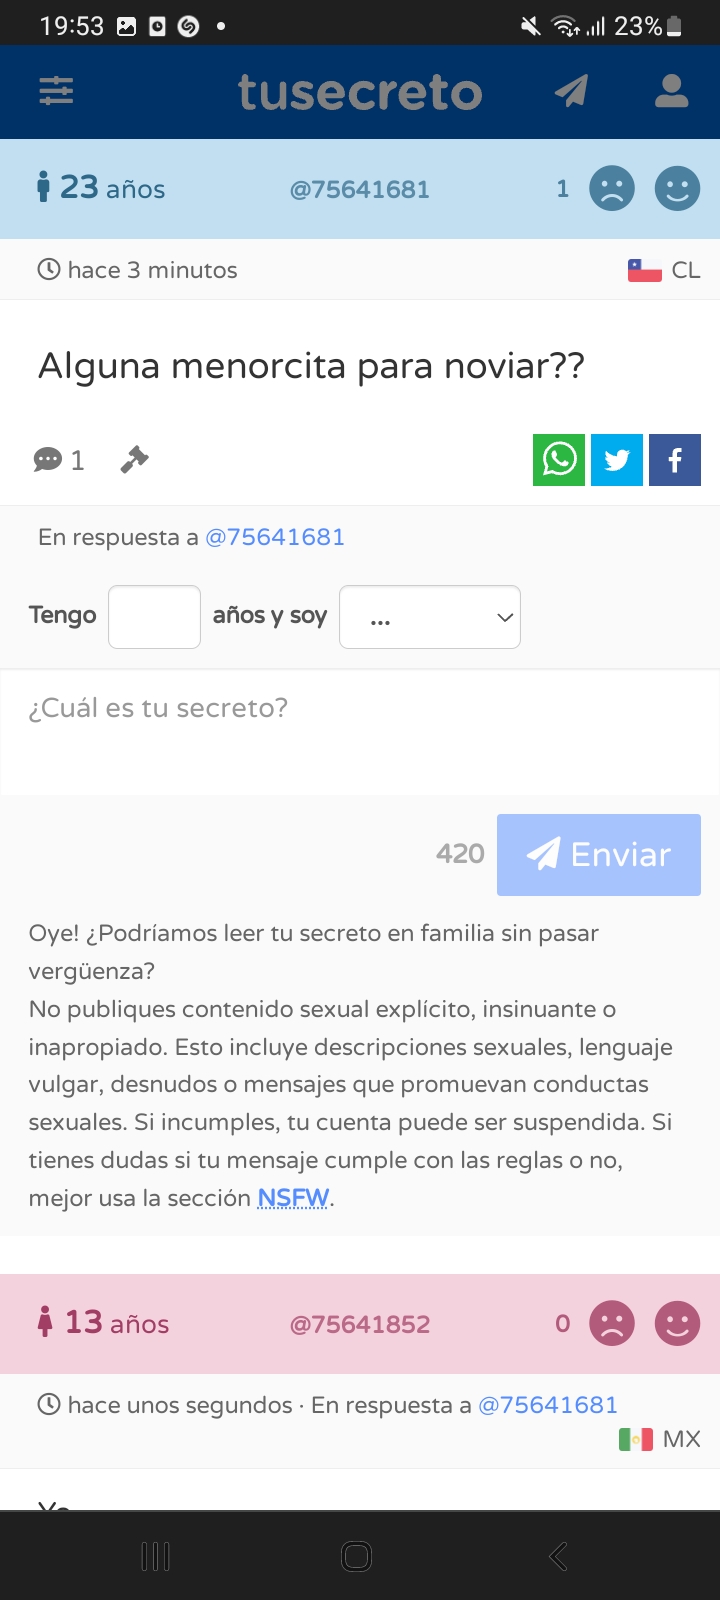 19:53
23%
tusecreto
23 años
@75641681
1
hace 3 minutos
CL
Alguna menorcita para noviar??
1
En respuesta a @75641681
Tengo
años y soy
...
¿Cuál es tu secreto?
420
Enviar
Oye! ¿Podríamos leer tu secreto en familia sin pasar
vergüenza?
No publiques contenido sexual explícito, insinuante o
inapropiado. Esto incluye descripciones sexuales, lenguaje
vulgar, desnudos o mensajes que promuevan conductas
sexuales. Si incumples, tu cuenta puede ser suspendida. Si
tienes dudas si tu mensaje cumple con las reglas o no,
mejor usa la sección NSFW.
13 años
@75641852
0
hace unos segundos · En respuesta a @75641681
MX